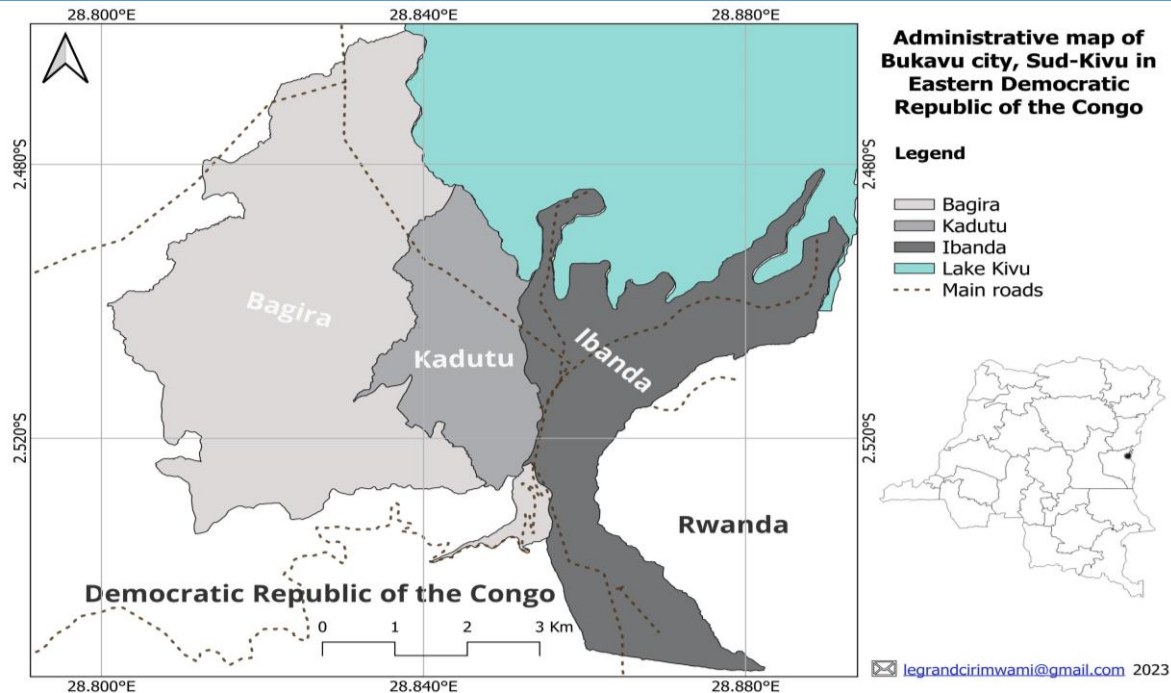 28.800°E
28.840°E
28.880°E
Administrative map of
Bukavu city, Sud-Kivu in
Eastern Democratic
Republic of the Congo
Legend
Bagira
Kadutu
Ibanda
Lake Kivu
Main roads
2.480°S
2.480°S
Bagira
Kadutu
Ibanda
2.520°S
2.520°S
Rwanda
Democratic Republic of the Congo
0 1 2 3 Km
28.800°E
28.840°E
28.880°E
legrandcirimwami@gmail.com 2023